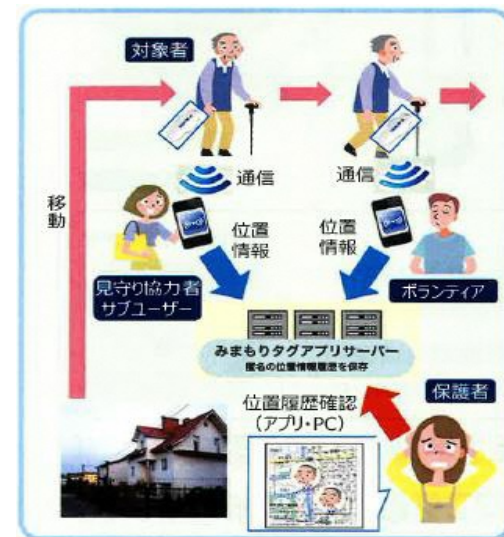 対象者
通信
通信
移動
位置
情報
位置
情報
見守り協力者
サブユーザー
ボランティア
みまもりタグアプリサーバー
匿名の位置情報履歴を保存
位置履歴確認
(アプリ・PC)
保護者